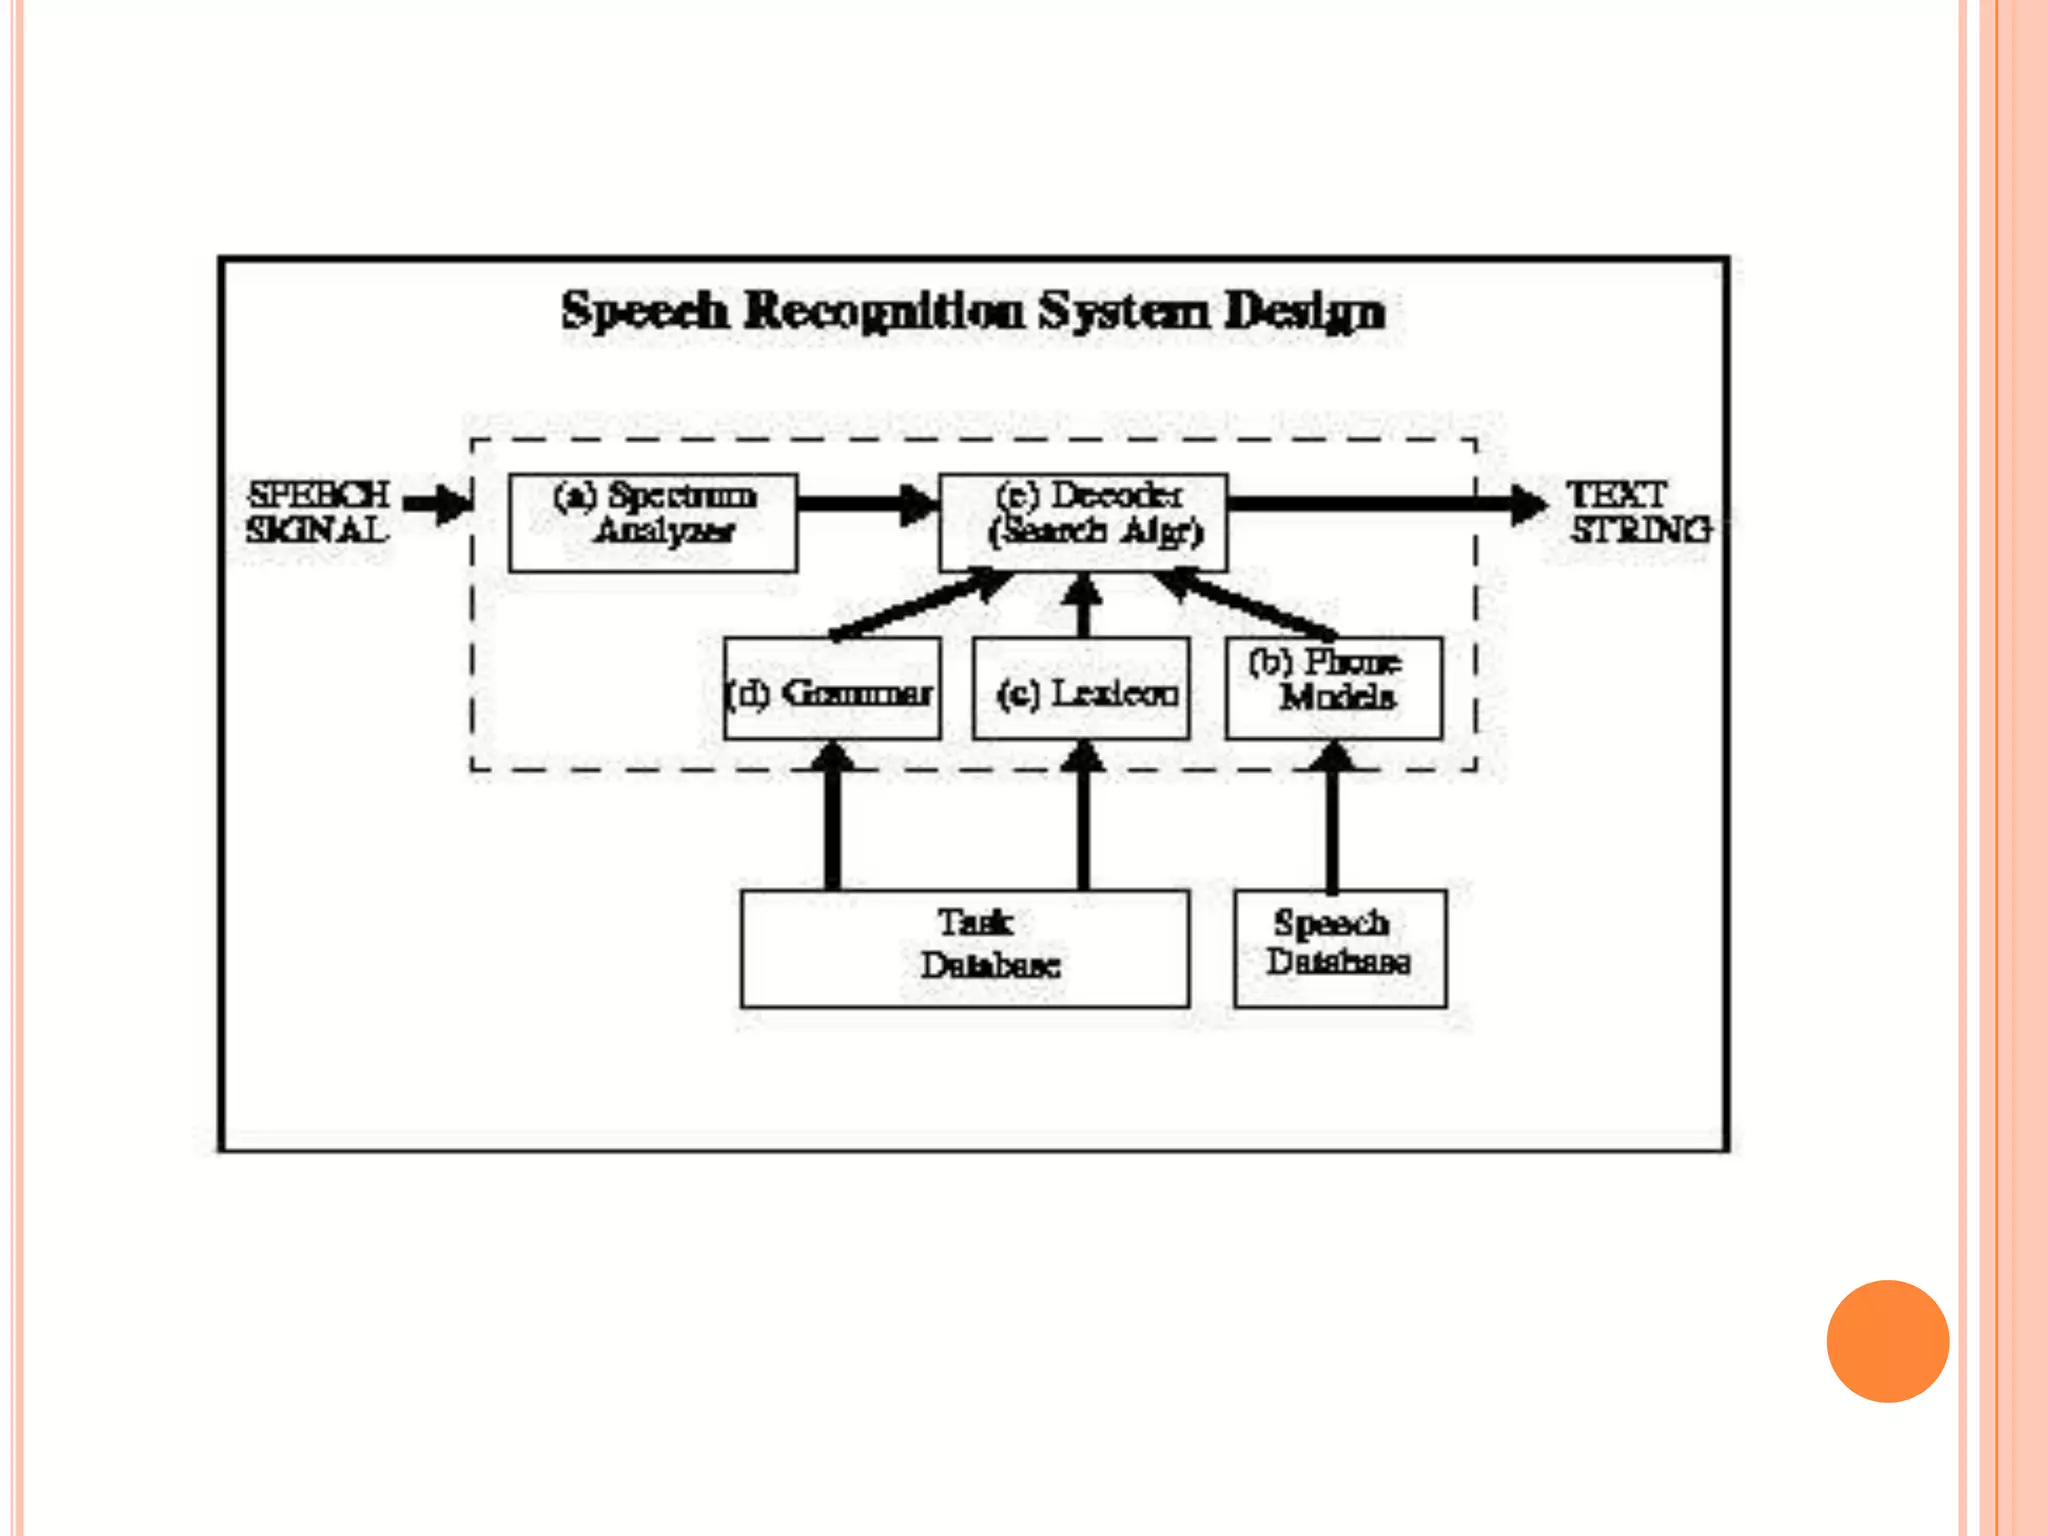 Speech Recognition System Design
SPEECH
SIGNAL
(a) Spectrum
Analyzer
(e) Decoder
(Search Algr)
TEXT
STRING
(d) Grammar
(c) Lexicon
(b) Phone
Models
Task
Database
Speech
Database